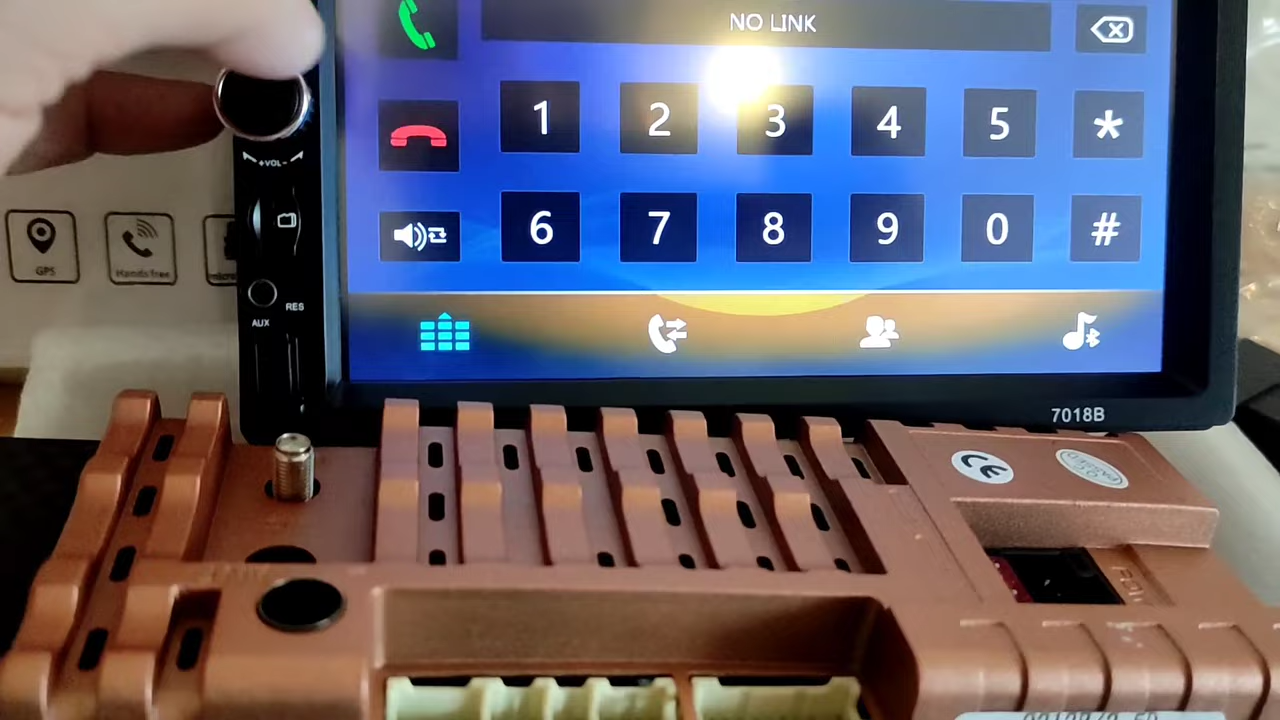 NO LINK
1 2 3 4 5 *
6 7 8 9 0 #
+VOL-
GPS
Hands free
RES
AUX
7018B
CE